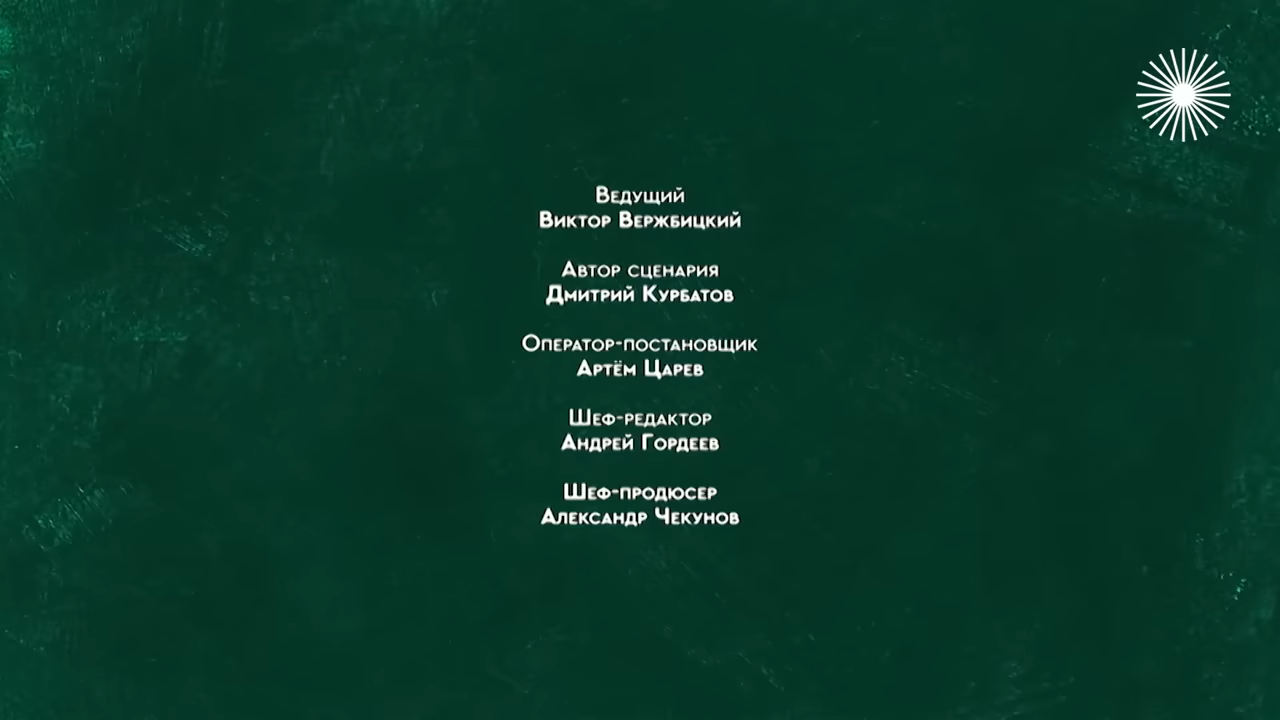 Ведущий
Виктор Вержбицкий
Автор сценария
Дмитрий Курбатов
Оператор-постановщик
Артём Царев
Шеф-редактор
Андрей Гордеев
Шеф-продюсер
Александр Чекунов